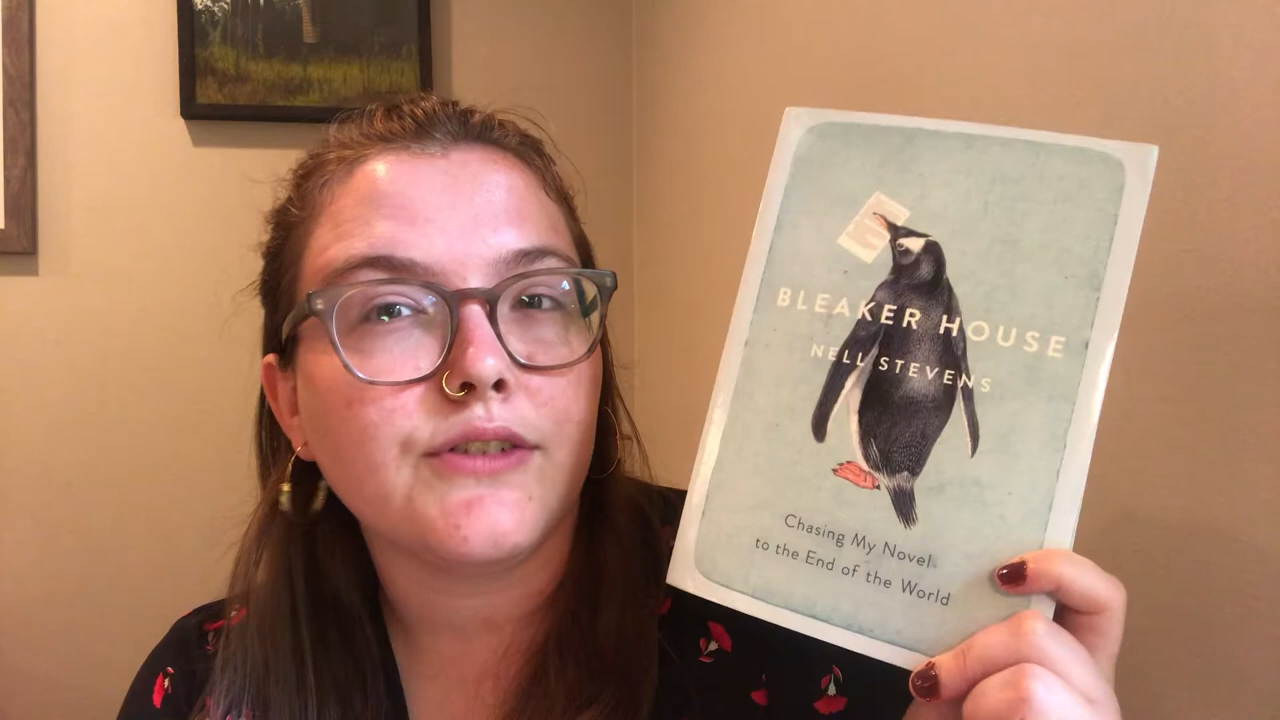 BLEAKER HOUSE
NELL STEVENS
Chasing My Novel
to the End of the World